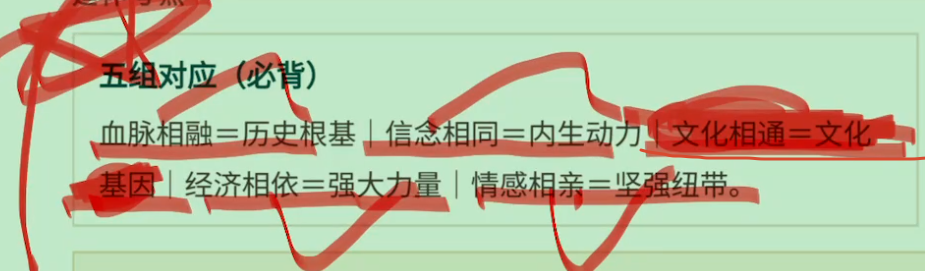 五组对应（必背）
血脉相融＝历史根基｜信念相同＝内生动力｜文化相通＝文化
基因｜经济相依＝强大力量｜情感相亲＝坚强纽带。